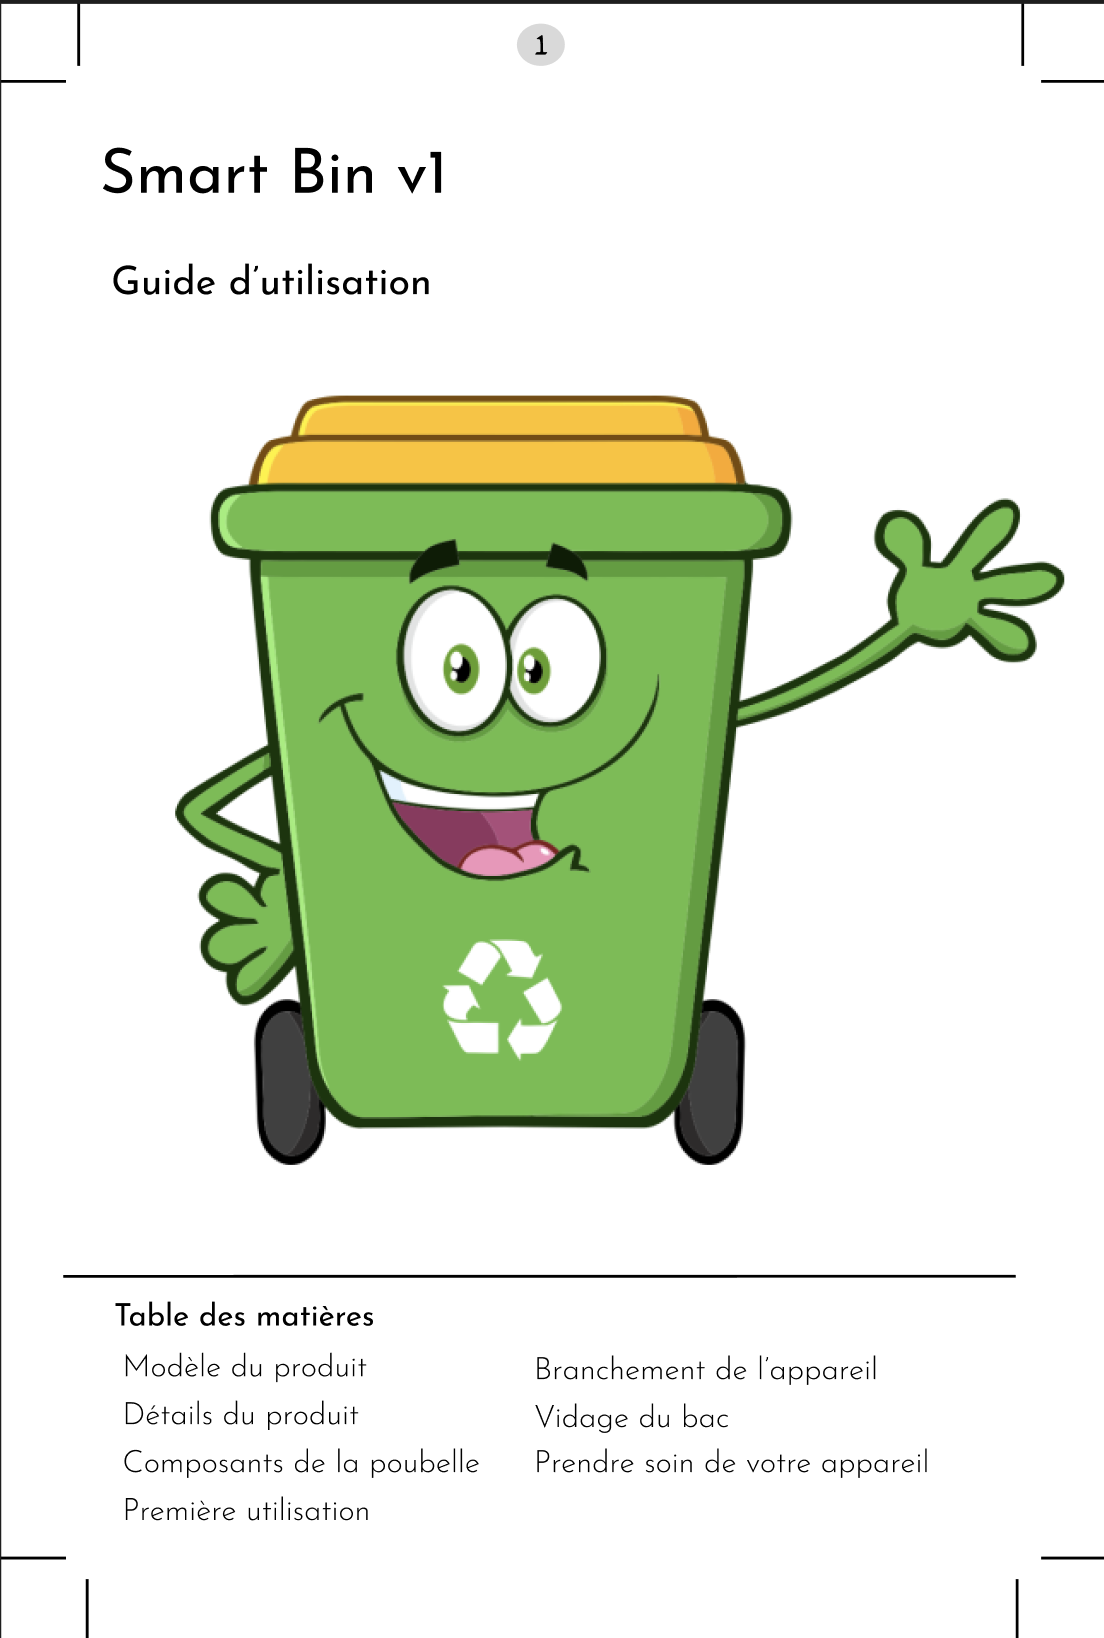 1
Smart Bin v1
Guide d’utilisation
Table des matières
Modèle du produit
Détails du produit
Composants de la poubelle
Première utilisation
Branchement de l’appareil
Vidage du bac
Prendre soin de votre appareil